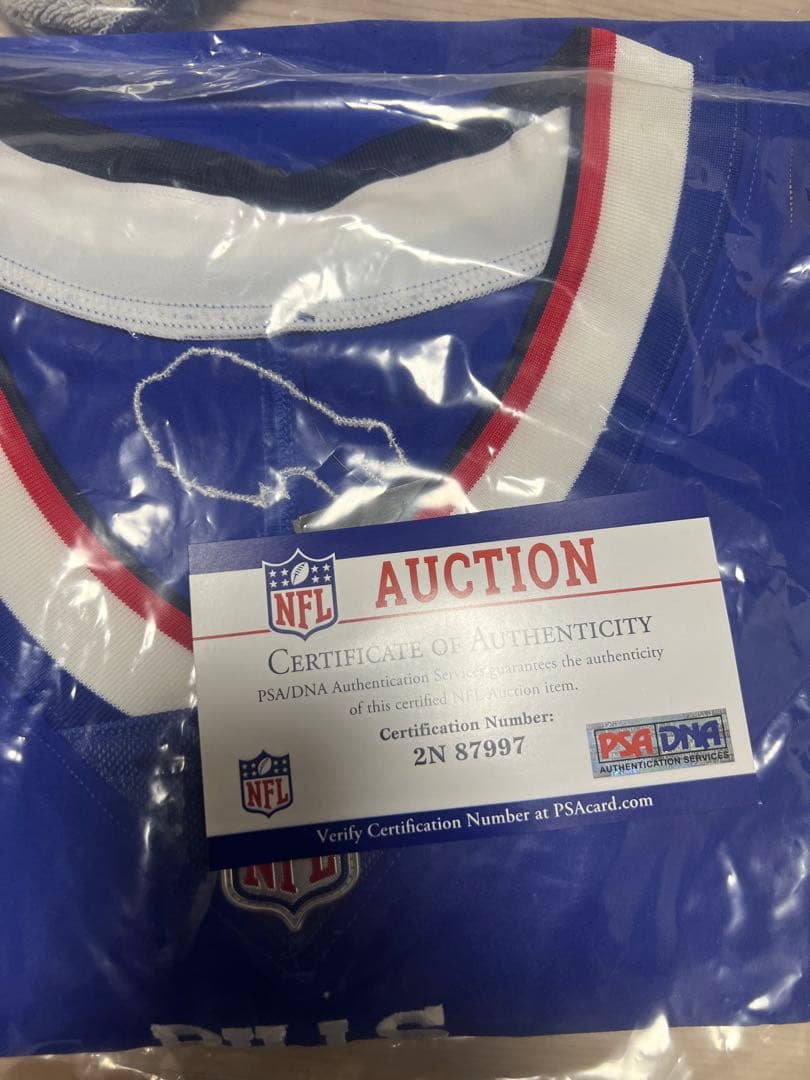 NFL AUCTION
CERTIFICATE OF AUTHENTICITY
PSA/DNA Authentication Services guarantees the authenticity
of this certified NFL Auction item.
Certification Number:
2N 87997
PSA DNA
AUTHENTICATION SERVICES
NFL
Verify Certification Number at PSAcard.com
NFL
BILLS